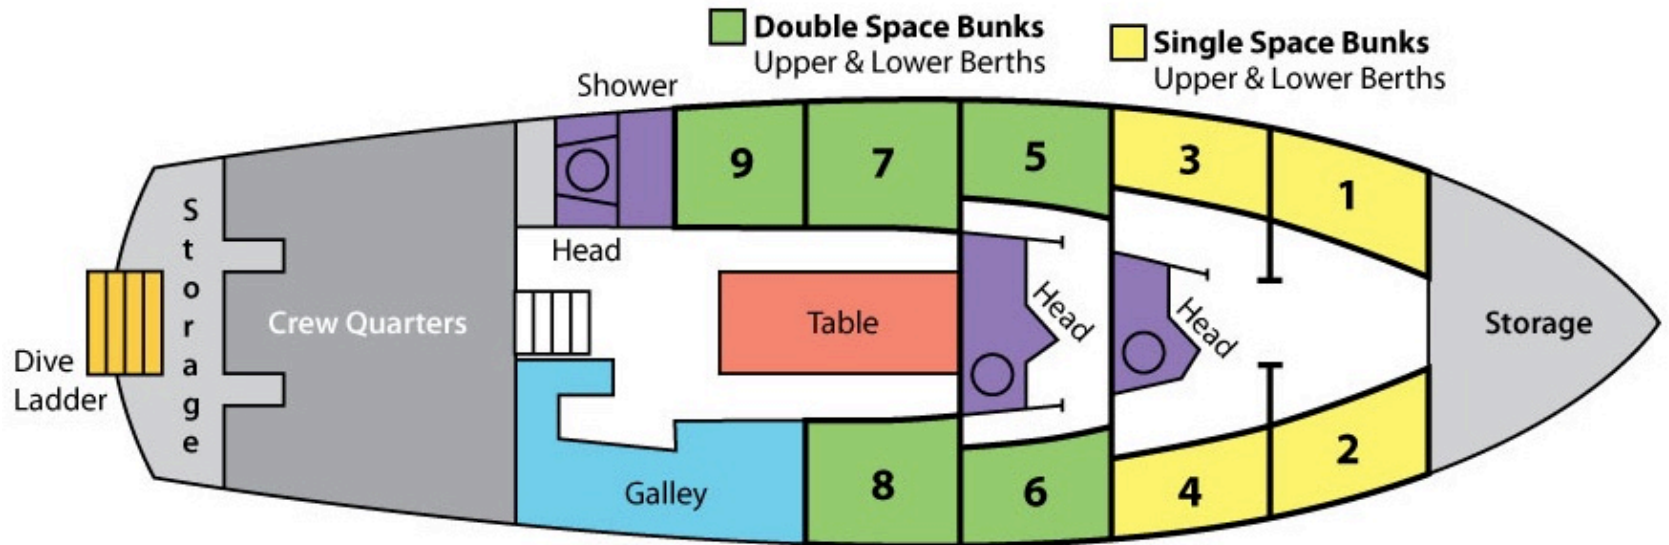 Double Space Bunks
Upper & Lower Berths
Single Space Bunks
Upper & Lower Berths
Shower
9
7
5
3
1
Storage
Head
Crew Quarters
Table
Head
Head
Storage
Dive
Ladder
Galley
8
6
4
2